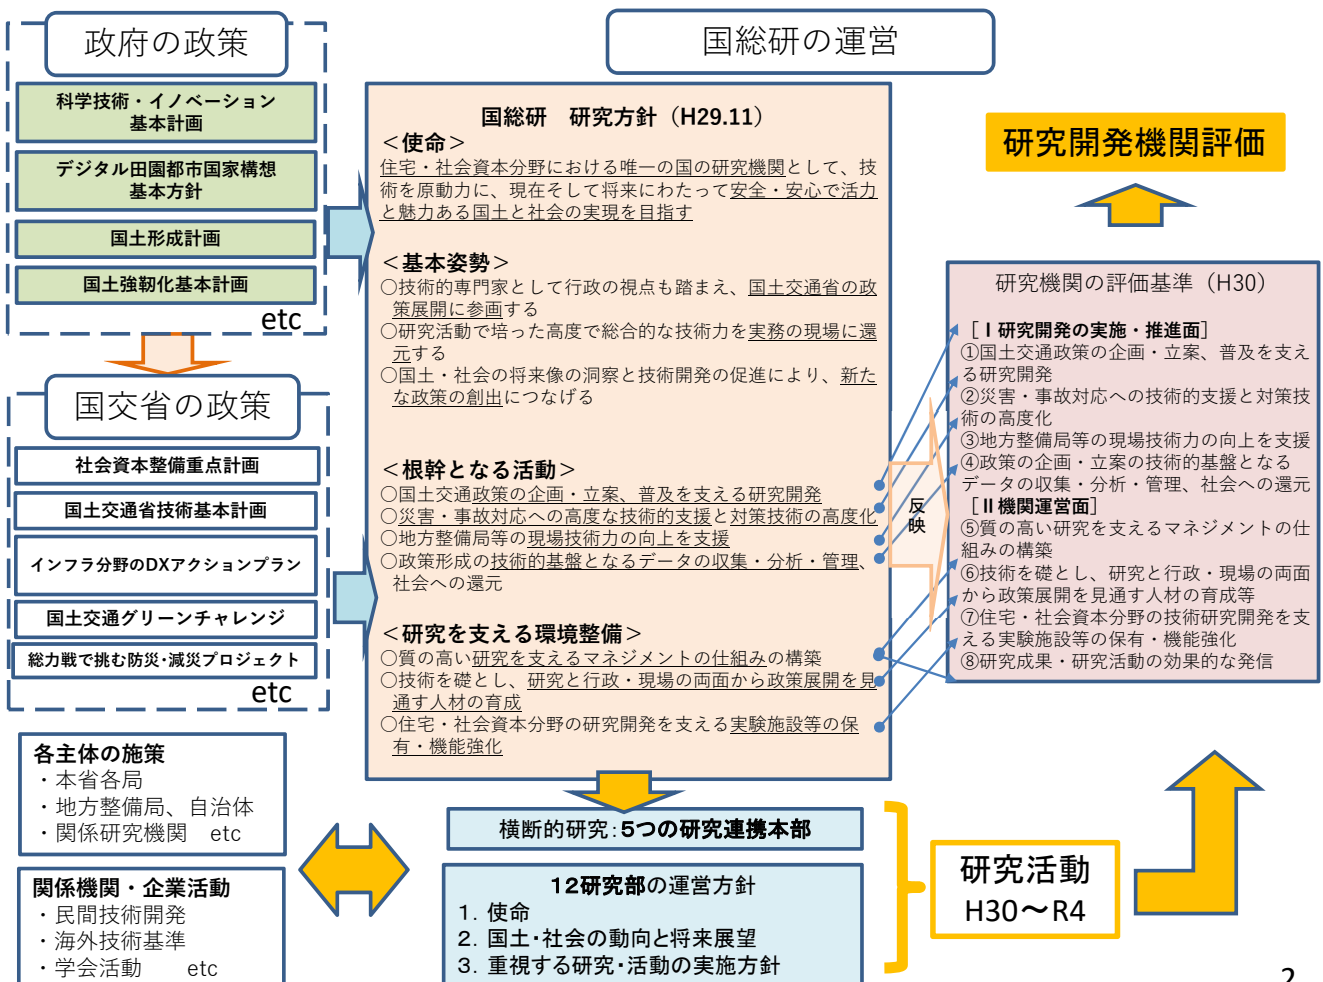 政府の政策
科学技術・イノベーション
基本計画
デジタル田園都市国家構想
基本方針
国土形成計画
国土強靱化基本計画
etc
国交省の政策
社会資本整備重点計画
国土交通省技術基本計画
インフラ分野のDXアクションプラン
国土交通グリーンチャレンジ
総力戦で挑む防災・減災プロジェクト
etc
各主体の施策
・本省各局
・地方整備局、自治体
・関係研究機関 etc
関係機関・企業活動
・民間技術開発
・海外技術基準
・学会活動 etc
国総研の運営
国総研 研究方針（H29.11）
＜使命＞
住宅・社会資本分野における唯一の国の研究機関として、技
術を原動力に、現在そして将来にわたって安全・安心で活力
と魅力ある国土と社会の実現を目指す
＜基本姿勢＞
○技術的専門家として行政の視点も踏まえ、国土交通省の政
策展開に参画する
○研究活動で培った高度で総合的な技術力を実務の現場に還
元する
○国土・社会の将来像の洞察と技術開発の促進により、新た
な政策の創出につなげる
＜根幹となる活動＞
○国土交通政策の企画・立案、普及を支える研究開発
○災害・事故対応への高度な技術的支援と対策技術の高度化
○地方整備局等の現場技術力の向上を支援
○政策形成の技術的基盤となるデータの収集・分析・管理、
社会への還元
＜研究を支える環境整備＞
○質の高い研究を支えるマネジメントの仕組みの構築
○技術を礎とし、研究と行政・現場の両面から政策展開を見
通す人材の育成
○住宅・社会資本分野の研究開発を支える実験施設等の保
有・機能強化
反
映
横断的研究：5つの研究連携本部
12研究部の運営方針
1. 使命
2. 国土・社会の動向と将来展望
3. 重視する研究・活動の実施方針
研究開発機関評価
研究機関の評価基準（H30）
［Ⅰ研究開発の実施・推進面］
①国土交通政策の企画・立案、普及を支え
る研究開発
②災害・事故対応への技術的支援と対策技
術の高度化
③地方整備局等の現場技術力の向上を支援
④政策の企画・立案の技術的基盤となる
データの収集・分析・管理、社会への還元
［Ⅱ機関運営面］
⑤質の高い研究を支えるマネジメントの仕
組みの構築
⑥技術を礎とし、研究と行政・現場の両面
から政策展開を見通す人材の育成等
⑦住宅・社会資本分野の技術研究開発を支
える実験施設等の保有・機能強化
⑧研究成果・研究活動の効果的な発信
研究活動
H30～R4
2